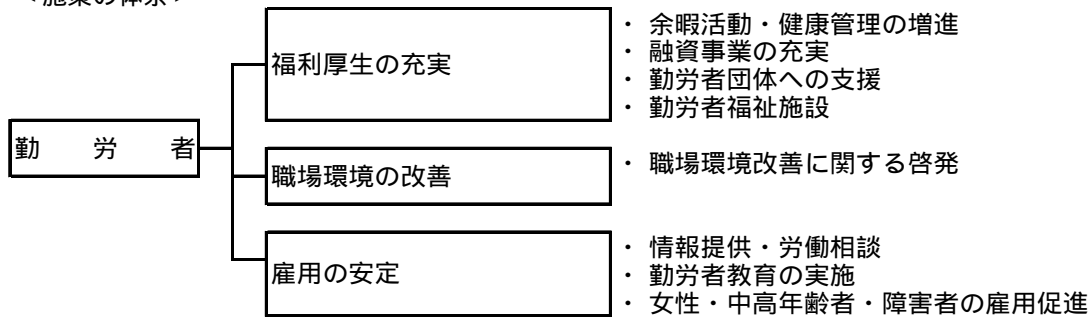 ＜施策の体系＞
・ 余暇活動・健康管理の増進
福利厚生の充実
・ 融資事業の充実
・ 勤労者団体への支援
・ 勤労者福祉施設
勤　労　者
職場環境の改善
・ 職場環境改善に関する啓発
雇用の安定
・ 情報提供・労働相談
・ 勤労者教育の実施
・ 女性・中高年齢者・障害者の雇用促進